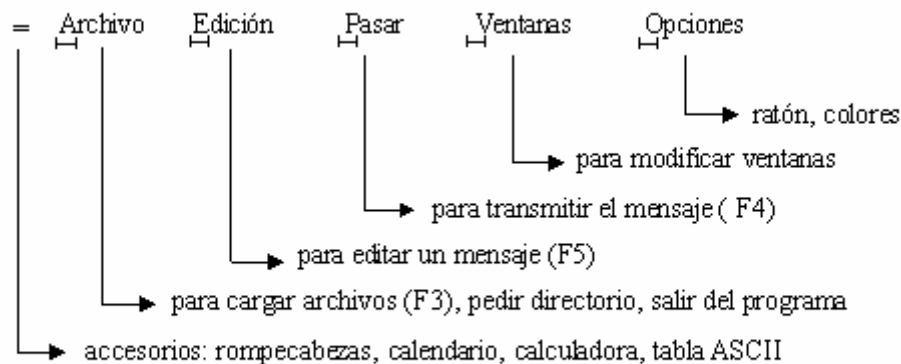 = Archivo Edición Pasar Ventanas Opciones
ratón, colores
para modificar ventanas
para transmitir el mensaje ( F4)
para editar un mensaje (F5)
para cargar archivos (F3), pedir directorio, salir del programa
accesorios: rompecabezas, calendario, calculadora, tabla ASCII